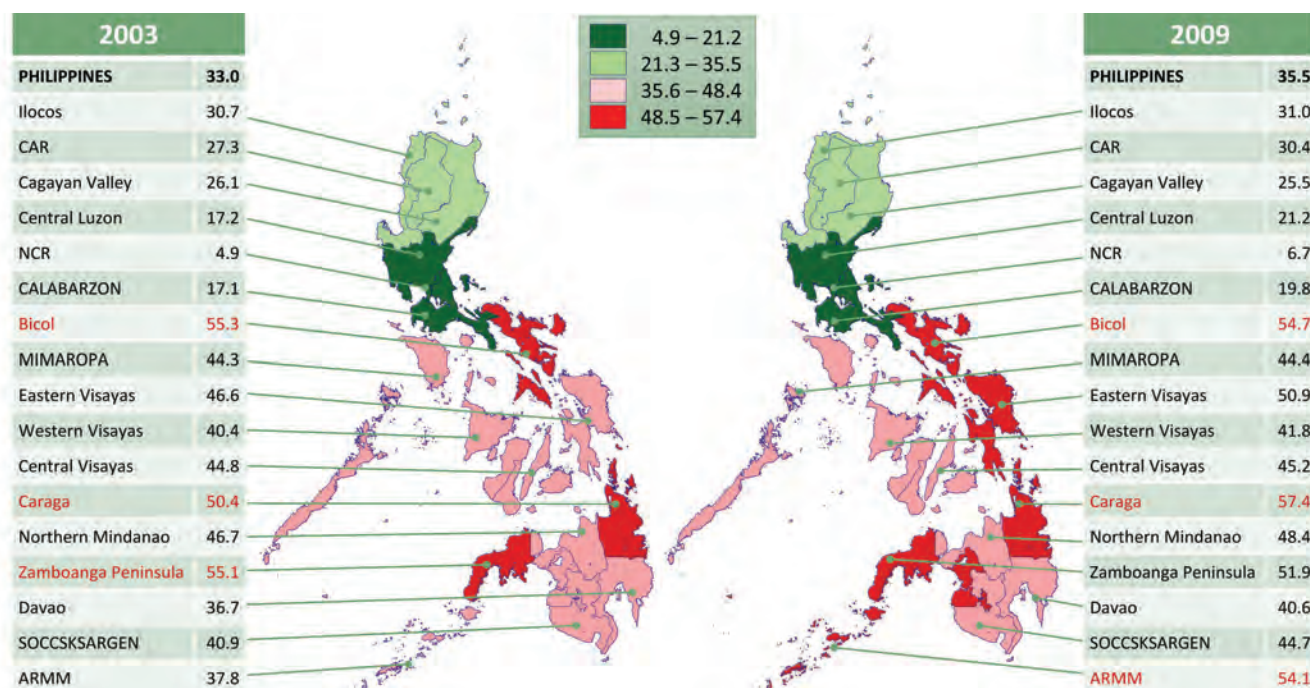 2003
PHILIPPINES 33.0
Ilocos 30.7
CAR 27.3
Cagayan Valley 26.1
Central Luzon 17.2
NCR 4.9
CALABARZON 17.1
Bicol 55.3
MIMAROPA 44.3
Eastern Visayas 46.6
Western Visayas 40.4
Central Visayas 44.8
Caraga 50.4
Northern Mindanao 46.7
Zamboanga Peninsula 55.1
Davao 36.7
SOCCSKSARGEN 40.9
ARMM 37.8
4.9 – 21.2
21.3 – 35.5
35.6 – 48.4
48.5 – 57.4
2009
PHILIPPINES 35.5
Ilocos 31.0
CAR 30.4
Cagayan Valley 25.5
Central Luzon 21.2
NCR 6.7
CALABARZON 19.8
Bicol 54.7
MIMAROPA 44.4
Eastern Visayas 50.9
Western Visayas 41.8
Central Visayas 45.2
Caraga 57.4
Northern Mindanao 48.4
Zamboanga Peninsula 51.9
Davao 40.6
SOCCSKSARGEN 44.7
ARMM 54.1